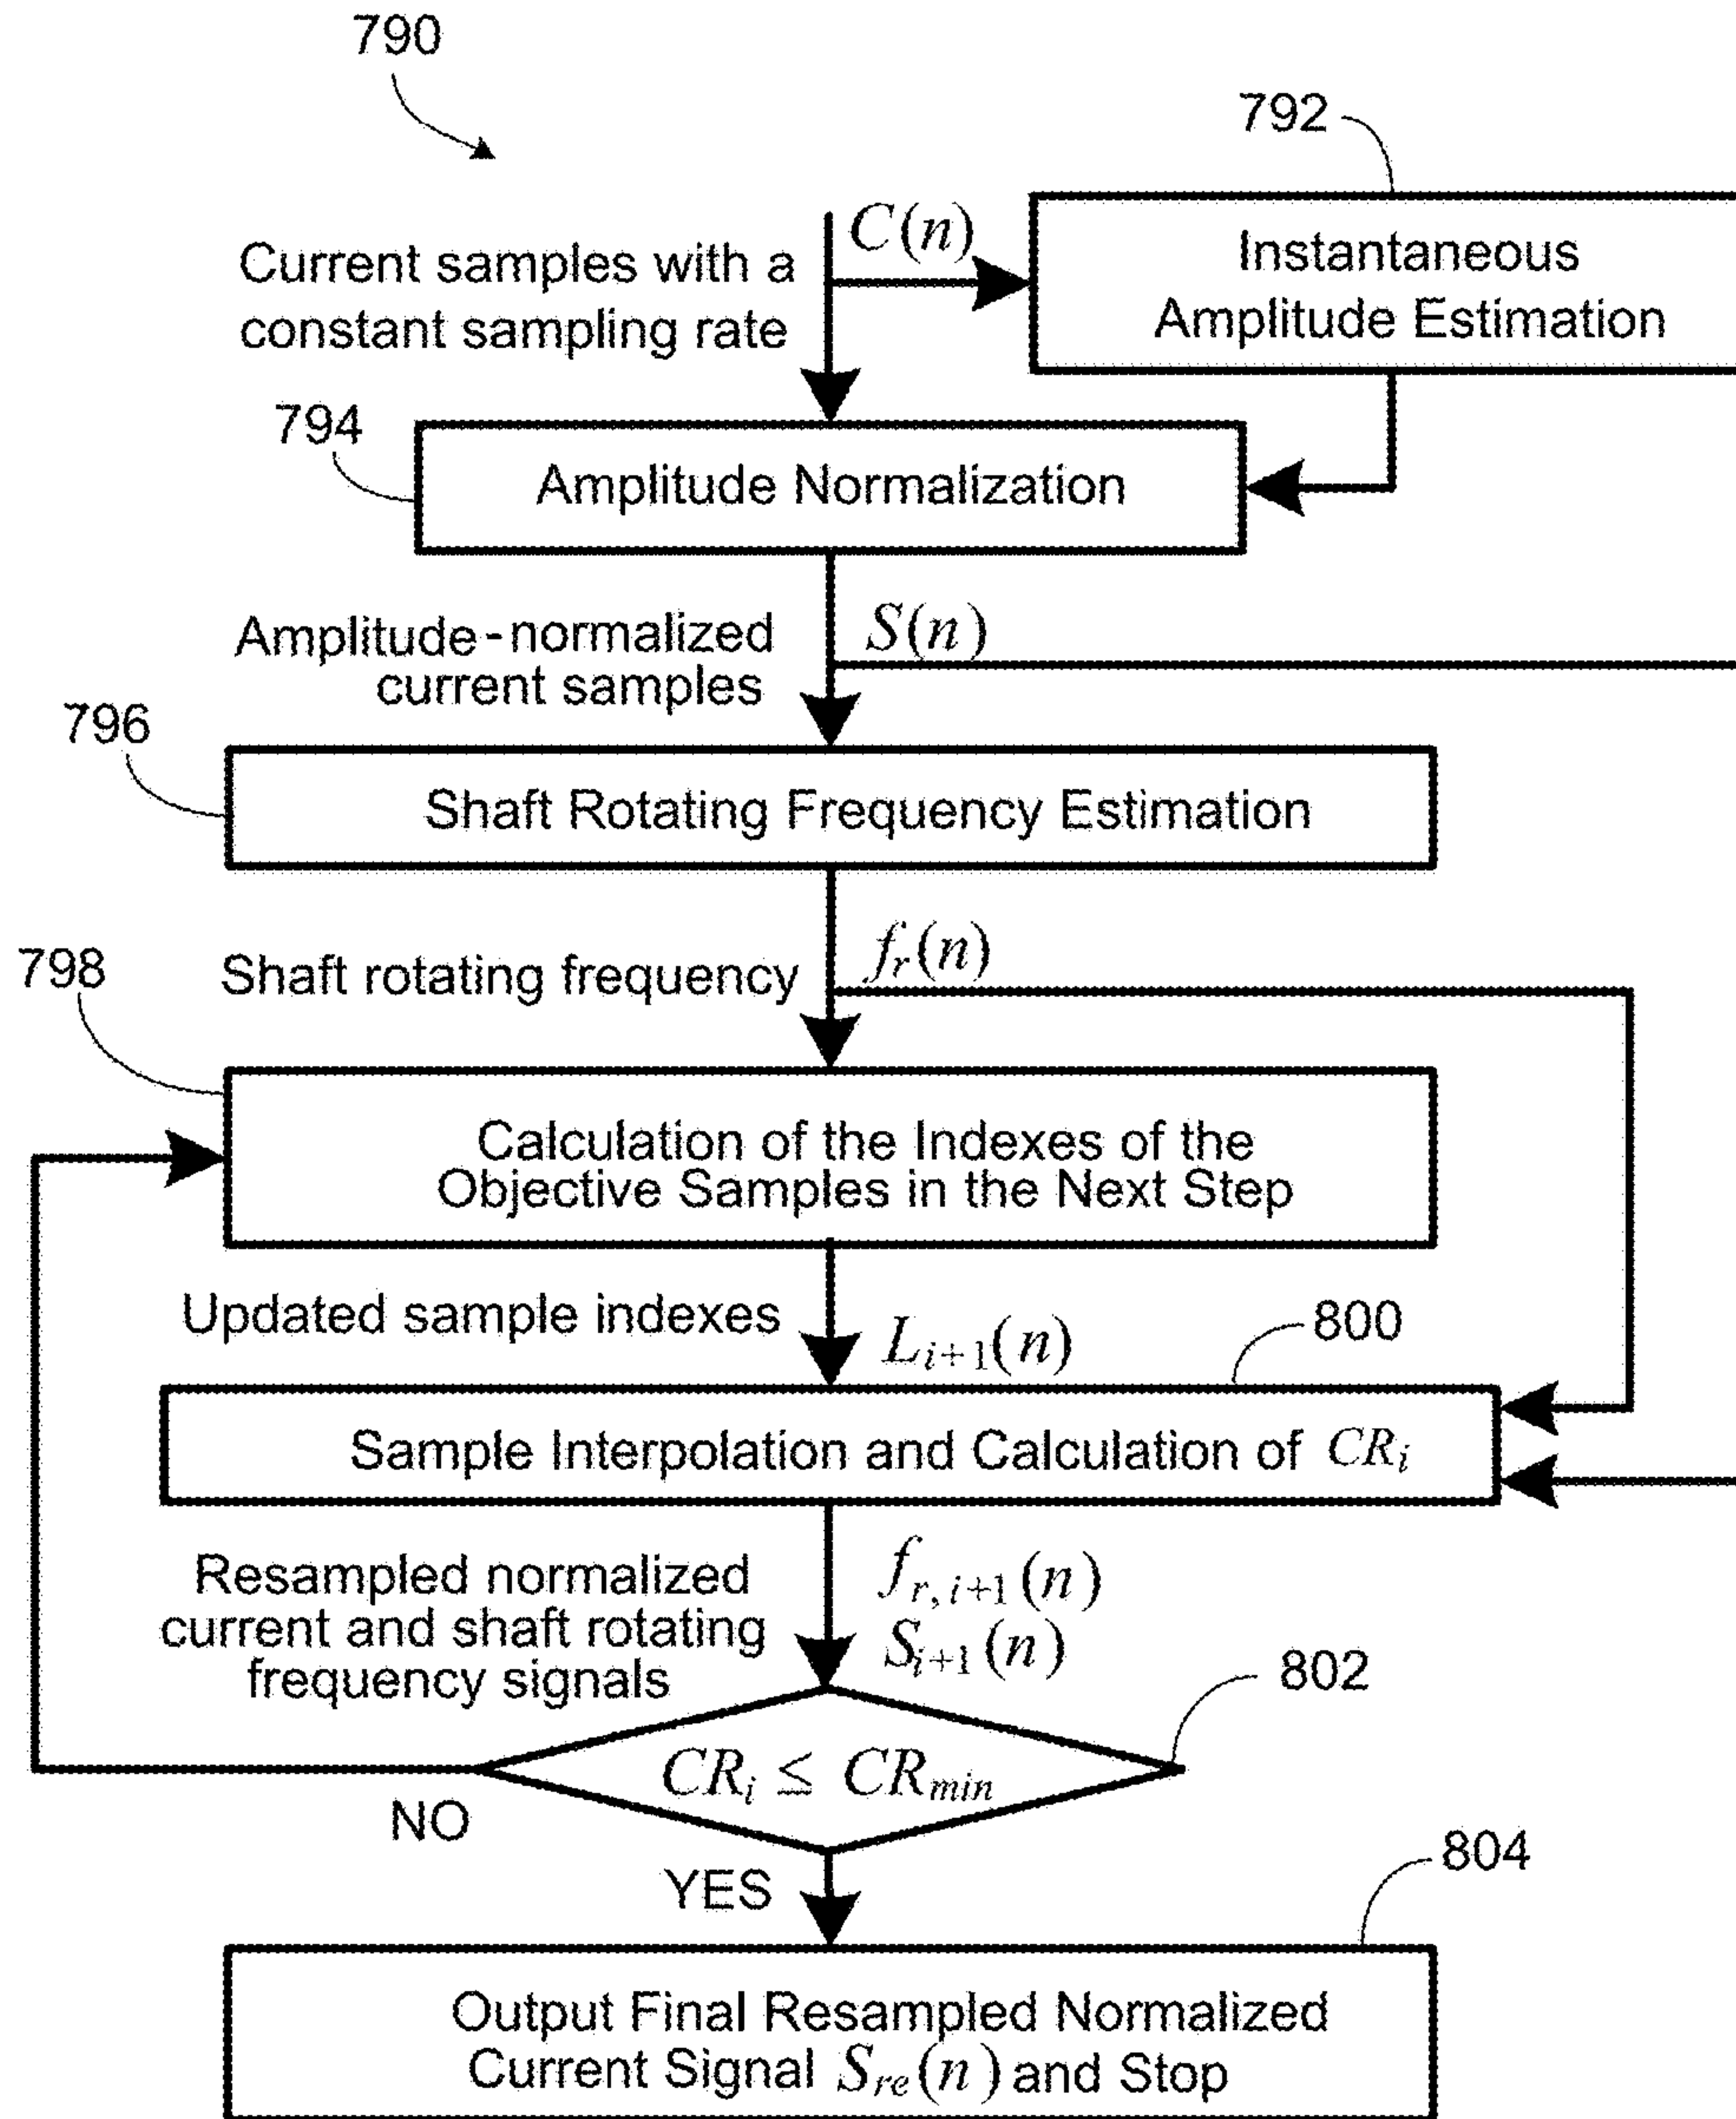 790
792
C(n)
Current samples with a
constant sampling rate
Instantaneous
Amplitude Estimation
794
Amplitude Normalization
Amplitude-normalized
current samples
S(n)
796
Shaft Rotating Frequency Estimation
798
Shaft rotating frequency
f_r(n)
Calculation of the Indexes of the
Objective Samples in the Next Step
Updated sample indexes
L_{i+1}(n)
800
Sample Interpolation and Calculation of CR_i
Resampled normalized
current and shaft rotating
frequency signals
f_{r,i+1}(n)
S_{i+1}(n)
802
CR_i ≤ CR_{min}
NO
YES
804
Output Final Resampled Normalized
Current Signal S_{re}(n) and Stop